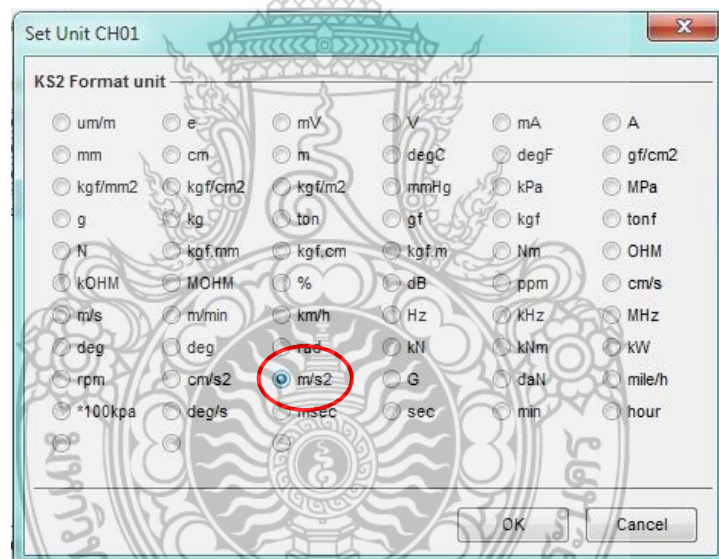 Set Unit CH01
KS2 Format unit
um/m e mV V mA A
mm cm m degC degF gf/cm2
kgf/mm2 kgf/cm2 kgf/m2 mmHg kPa MPa
g kg ton gf kgf tonf
N kgf.mm kgf.cm kgf.m Nm OHM
kOHM MOHM % dB ppm cm/s
m/s m/min km/h Hz kHz MHz
deg deg rad kN kNm kW
rpm cm/s2 m/s2 G daN mile/h
*100kpa deg/s msec sec min hour
OK Cancel